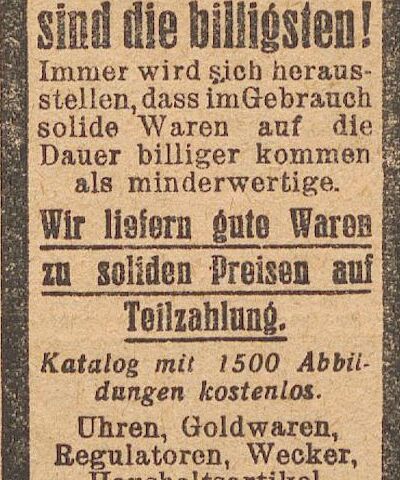 sind die billigsten!
Immer wird sich heraus-
stellen, dass im Gebrauch
solide Waren auf die
Dauer billiger kommen
als minderwertige.
Wir liefern gute Waren
zu soliden Preisen auf
Teilzahlung.
Katalog mit 1500 Abbil-
dungen kostenlos.
Uhren, Goldwaren,
Regulatoren, Wecker,
Haushaltsartikel